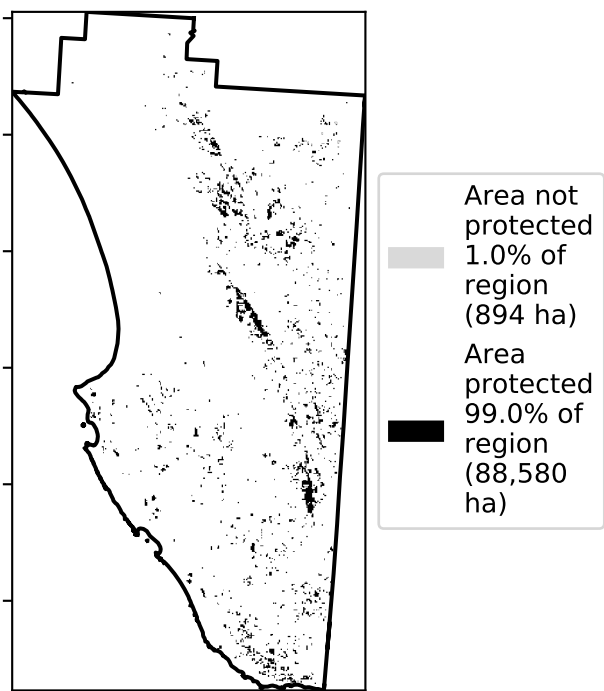 Area not
protected
1.0% of
region
(894 ha)
Area
protected
99.0% of
region
(88,580
ha)